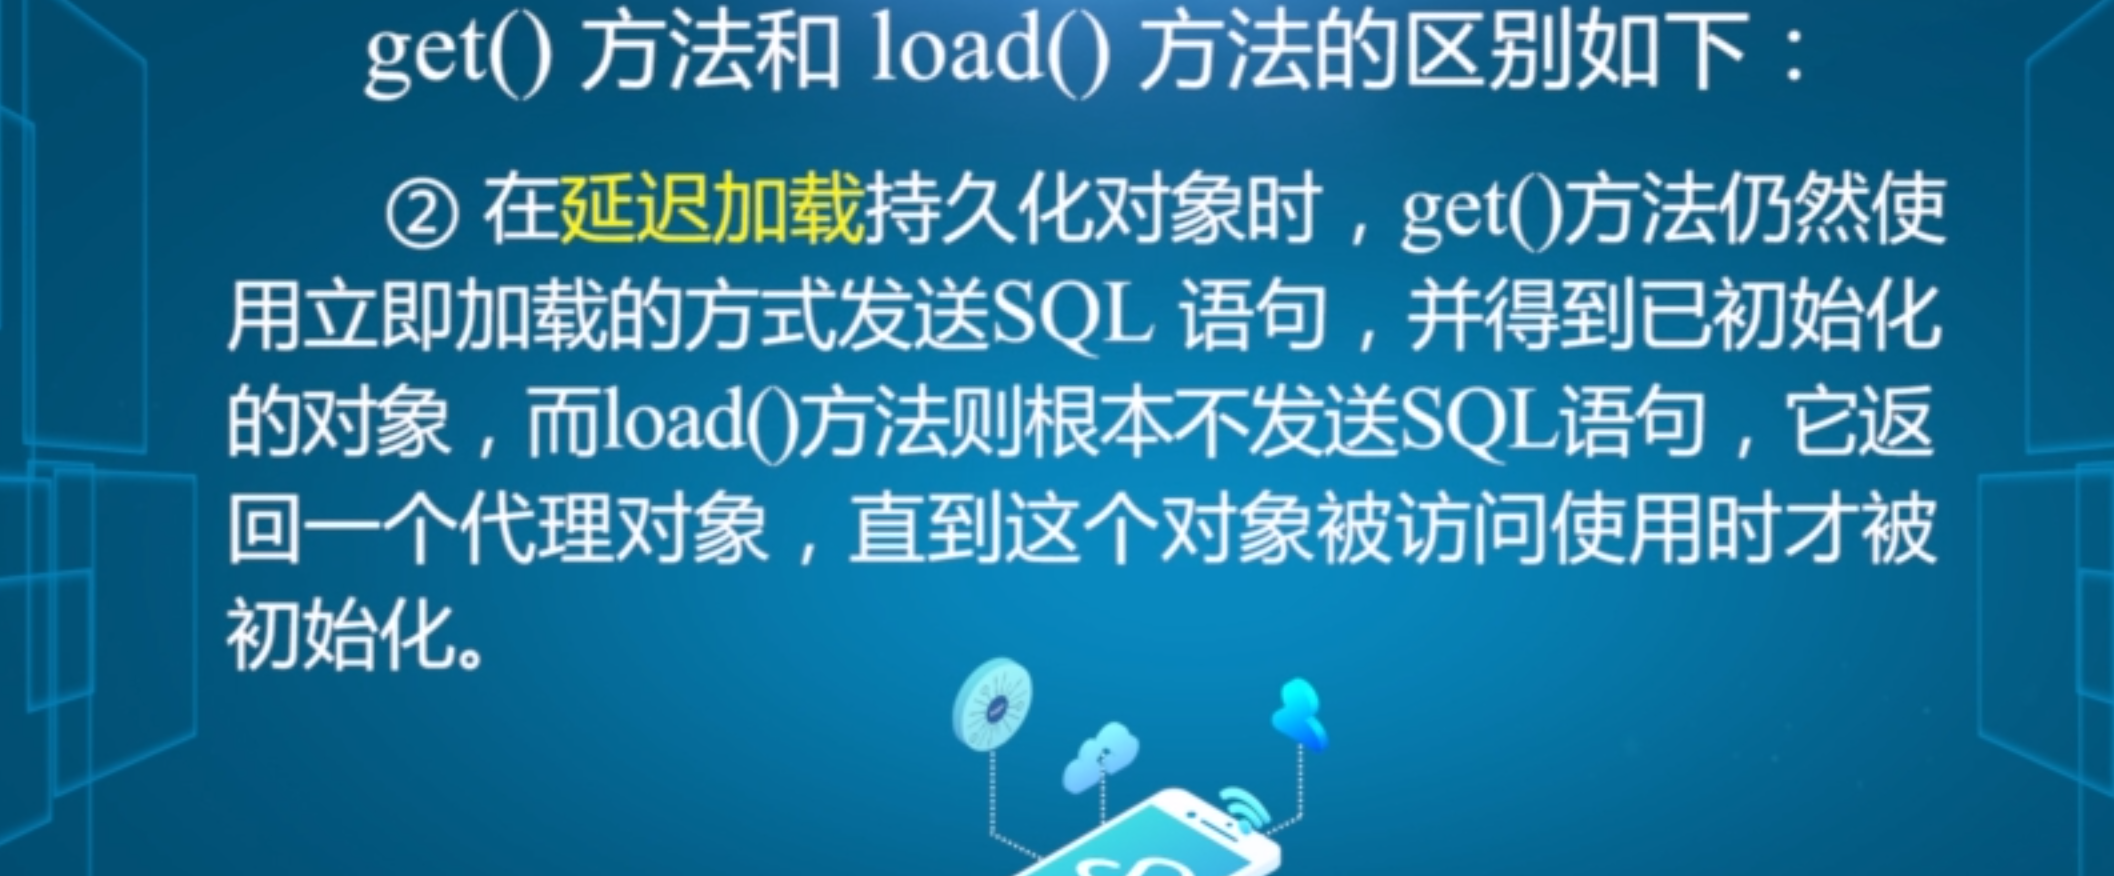 get() 方法和 load() 方法的区别如下：
② 在延迟加载持久化对象时，get()方法仍然使
用立即加载的方式发送SQL 语句，并得到已初始化
的对象，而load()方法则根本不发送SQL语句，它返
回一个代理对象，直到这个对象被访问使用时才被
初始化。